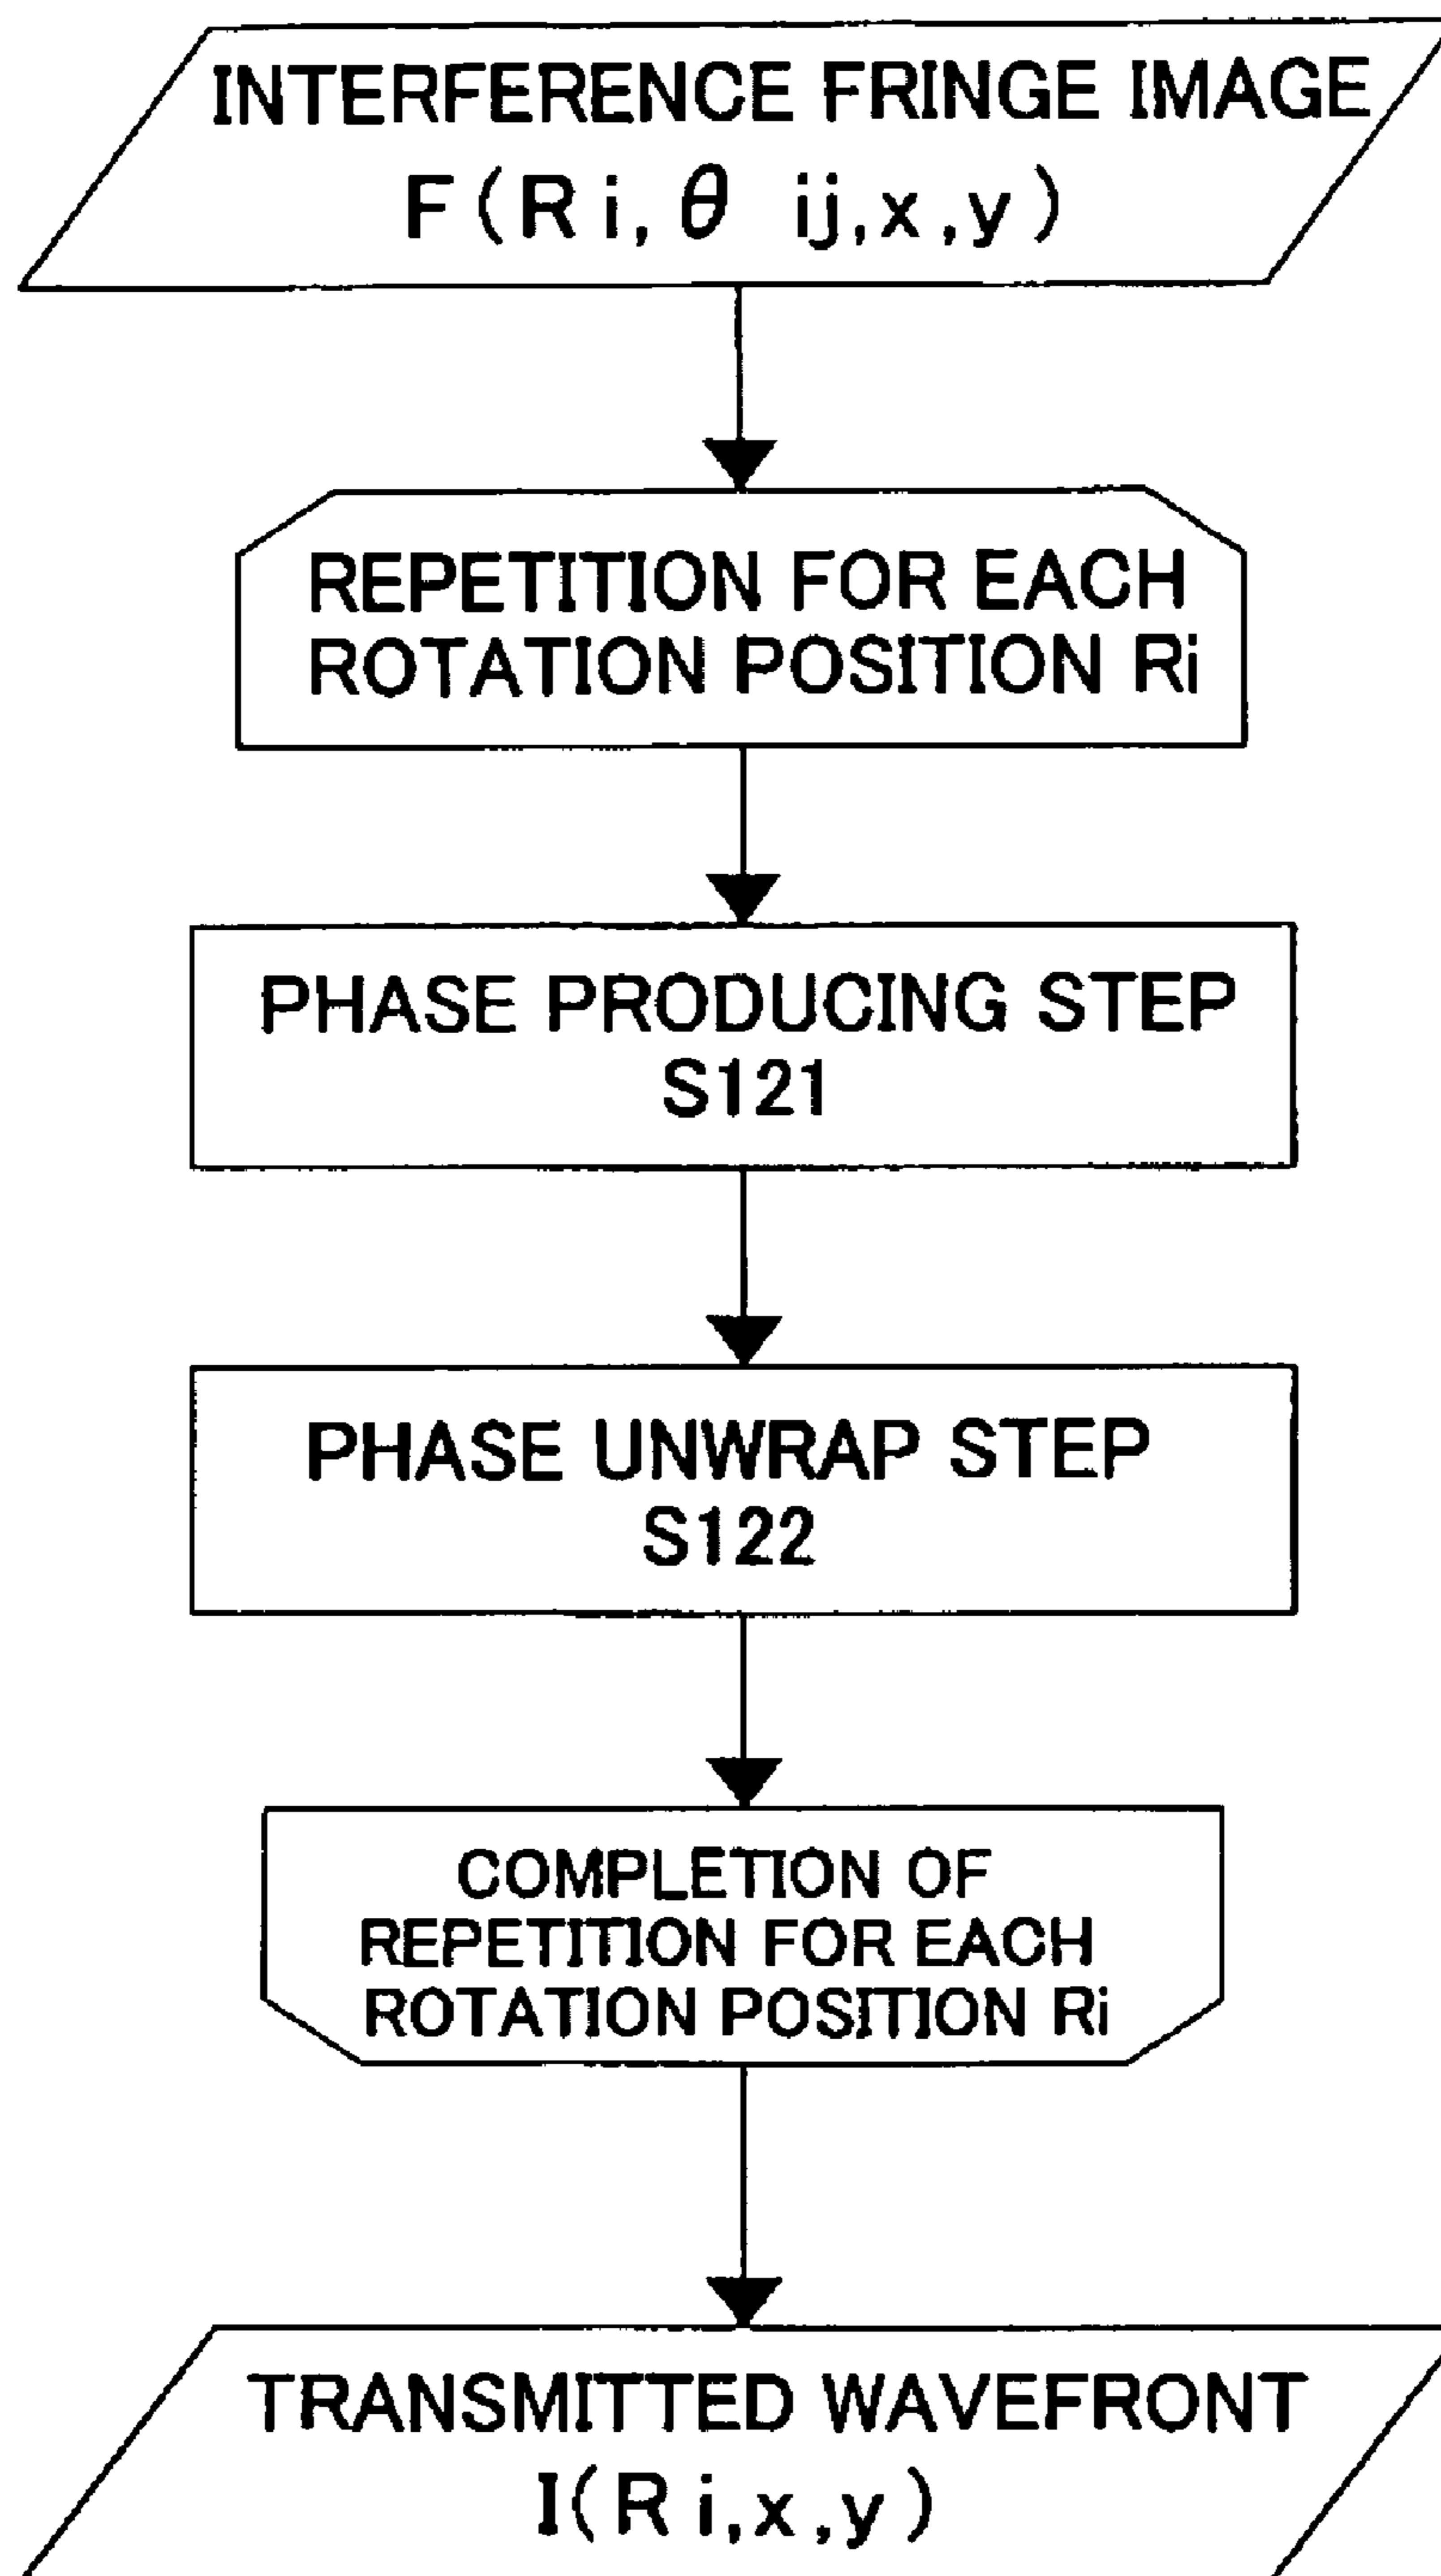 INTERFERENCE FRINGE IMAGE
F(Ri,θ ij,x,y)
REPETITION FOR EACH
ROTATION POSITION Ri
PHASE PRODUCING STEP
S121
PHASE UNWRAP STEP
S122
COMPLETION OF
REPETITION FOR EACH
ROTATION POSITION Ri
TRANSMITTED WAVEFRONT
I(Ri,x,y)